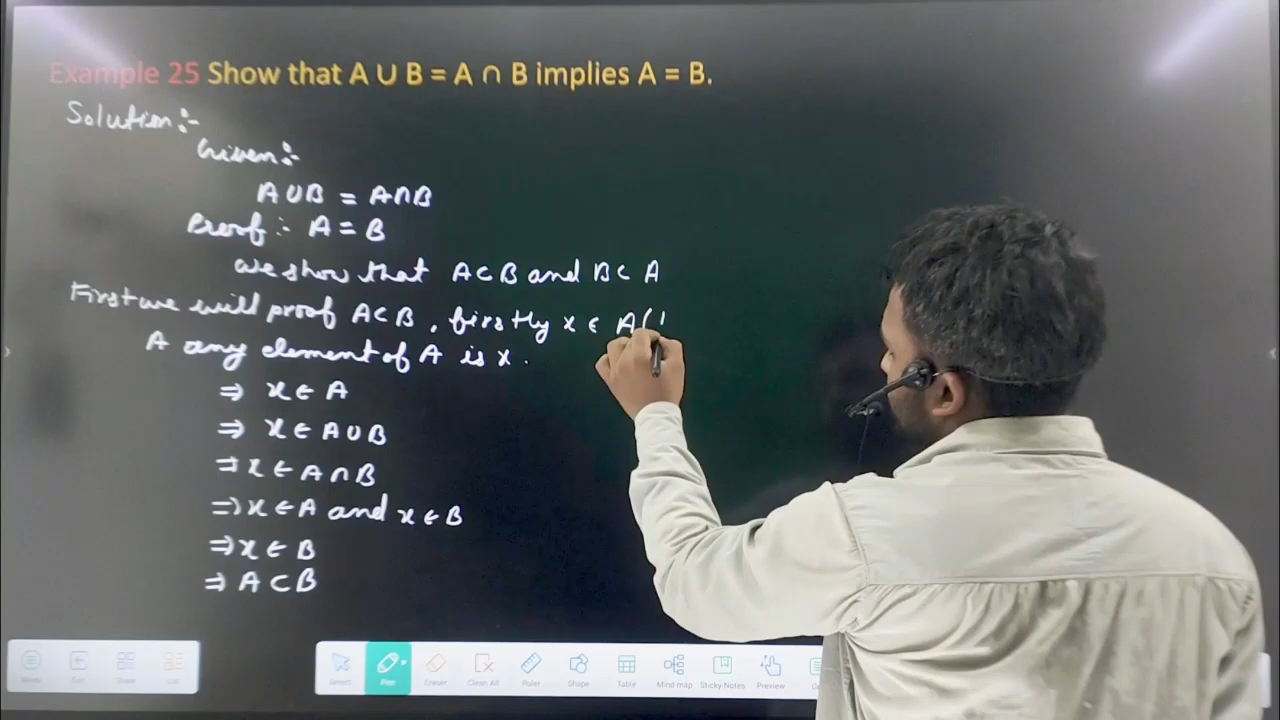 Example 25 Show that A ∪ B = A ∩ B implies A = B.
Solution:-
Given:-
A∪B = A∩B
Proof:- A = B
We show that A⊂B and B⊂A
First we will proof A⊂B, firstly x ∈ A(
A any element of A is x.
⇒ x ∈ A
⇒ x ∈ A∪B
⇒ x ∈ A∩B
⇒ x ∈ A and x ∈ B
⇒ x ∈ B
⇒ A⊂B
Select Pen Eraser Clean All Ruler Shape Table Mind map Sticky Notes Preview